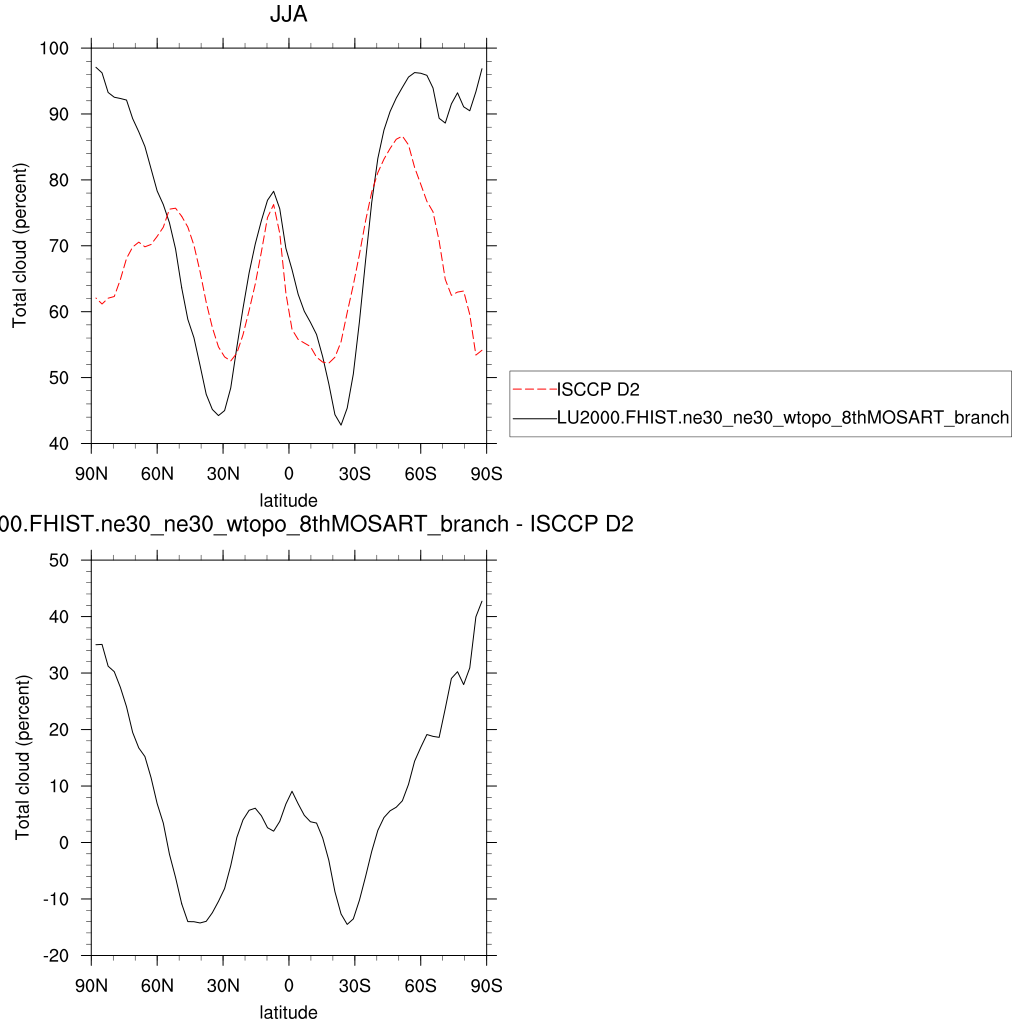 JJA
100
90
80
70
60
50
40
Total cloud (percent)
90N 60N 30N 0 30S 60S 90S
latitude
ISCCP D2
LU2000.FHIST.ne30_ne30_wtopo_8thMOSART_branch
00.FHIST.ne30_ne30_wtopo_8thMOSART_branch - ISCCP D2
50
40
30
20
10
0
-10
-20
Total cloud (percent)
90N 60N 30N 0 30S 60S 90S
latitude